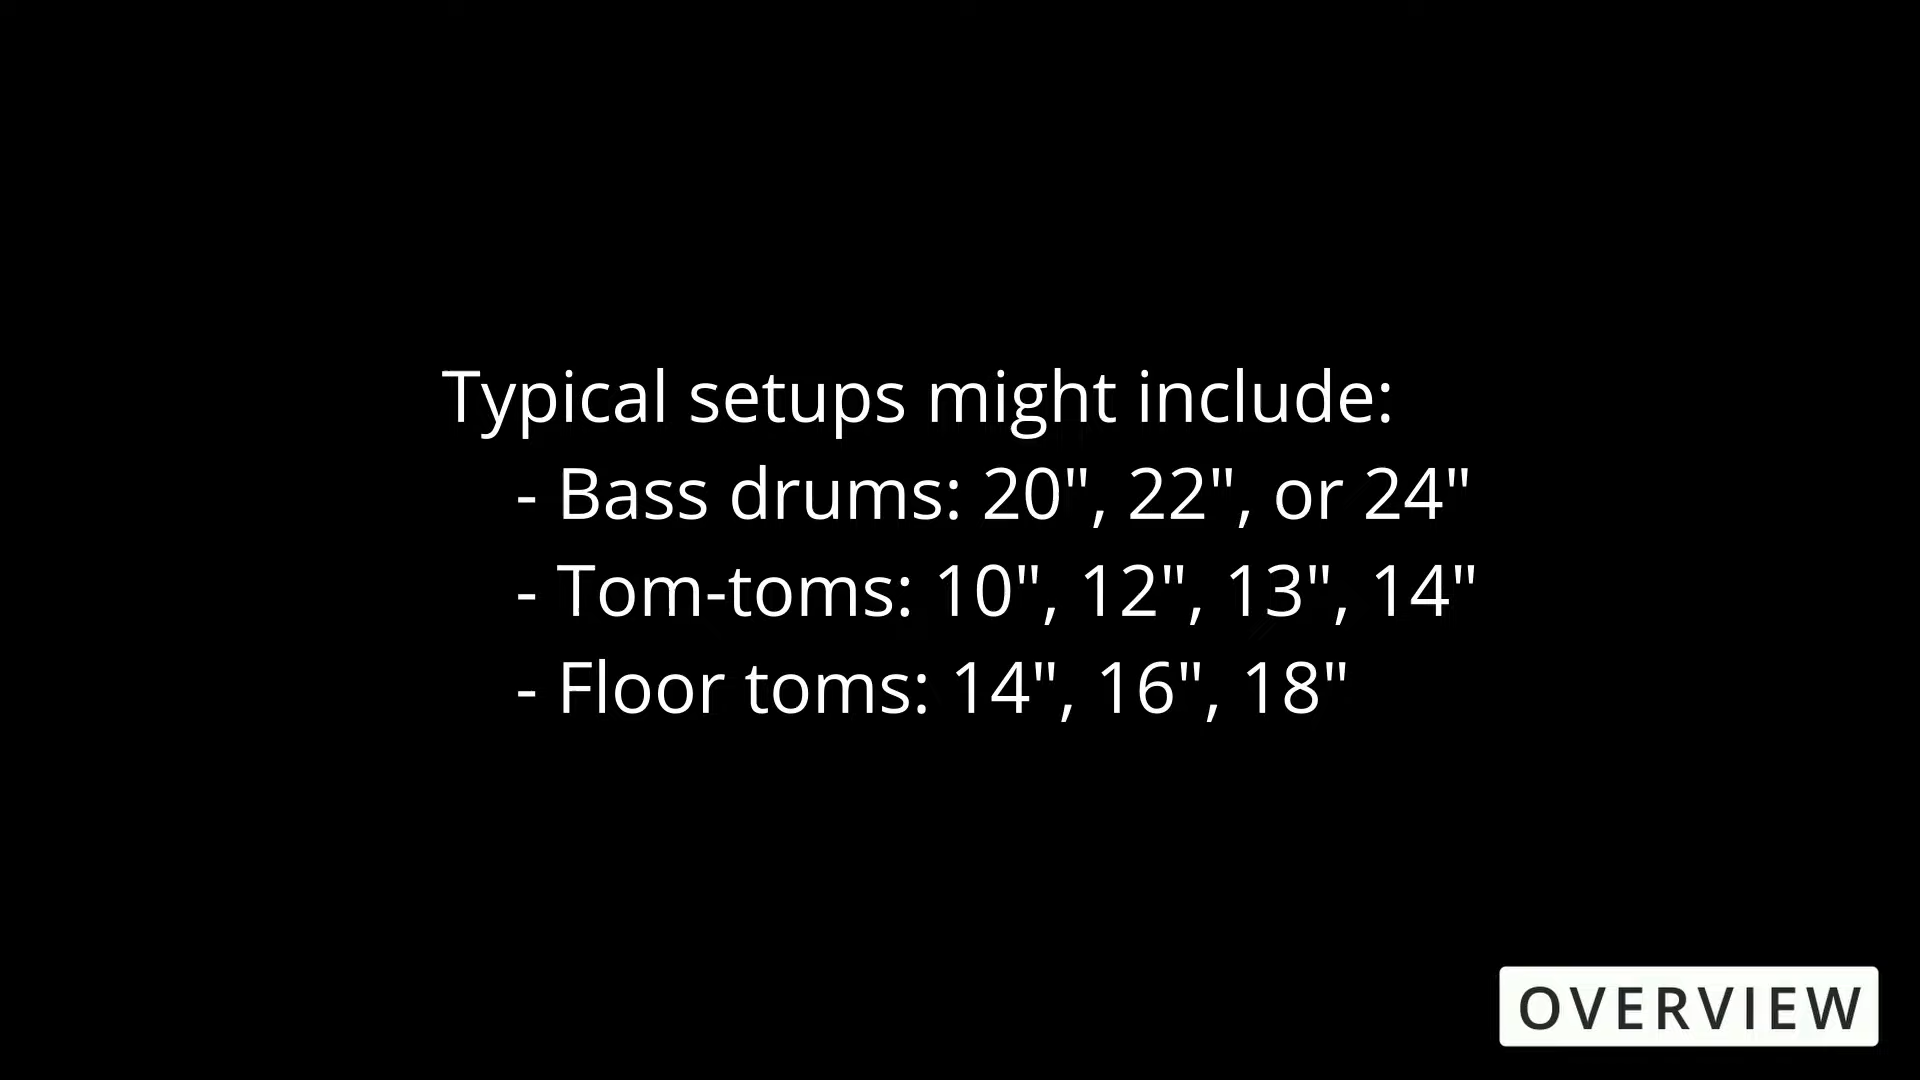 Typical setups might include:
- Bass drums: 20", 22", or 24"
- Tom-toms: 10", 12", 13", 14"
- Floor toms: 14", 16", 18"
OVERVIEW